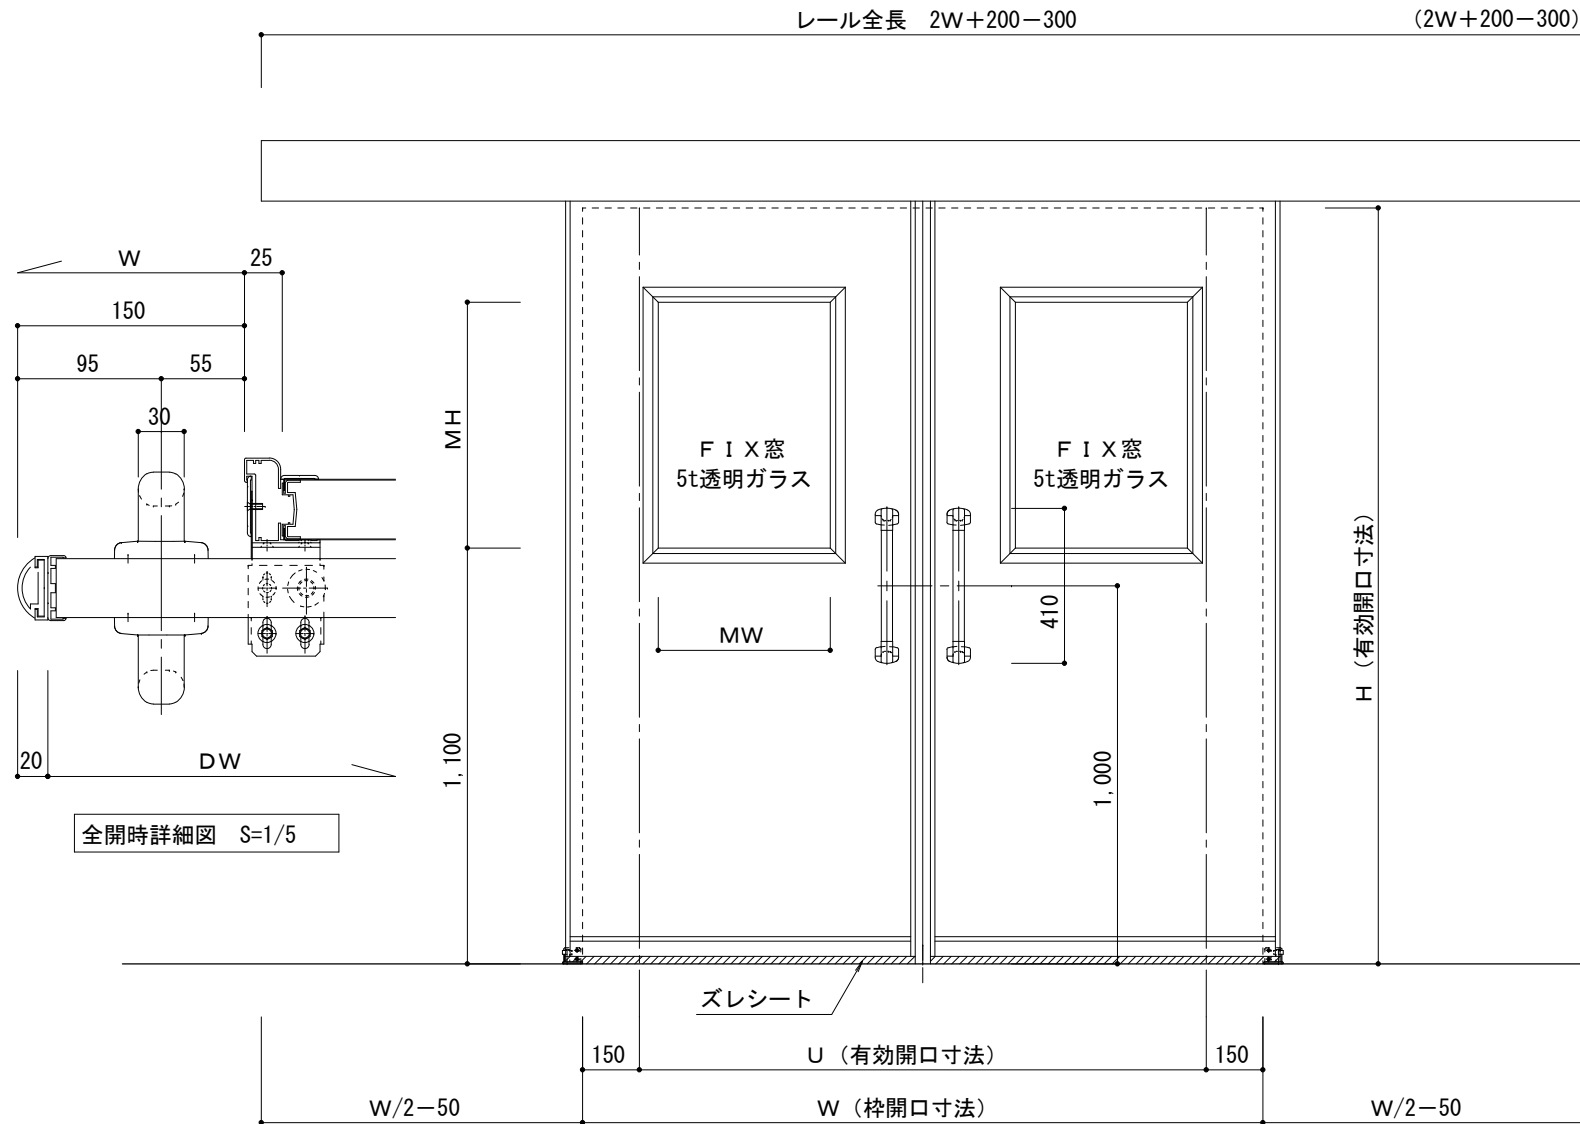 レール全長　2W＋200－300
(2W＋200－300)
W
25
150
95
55
30
MH
FIX窓
5t透明ガラス
FIX窓
5t透明ガラス
MW
410
H（有効開口寸法）
1,100
1,000
20
DW
全開時詳細図　S=1/5
ズレシート
150
U（有効開口寸法）
150
W/2－50
W（枠開口寸法）
W/2－50